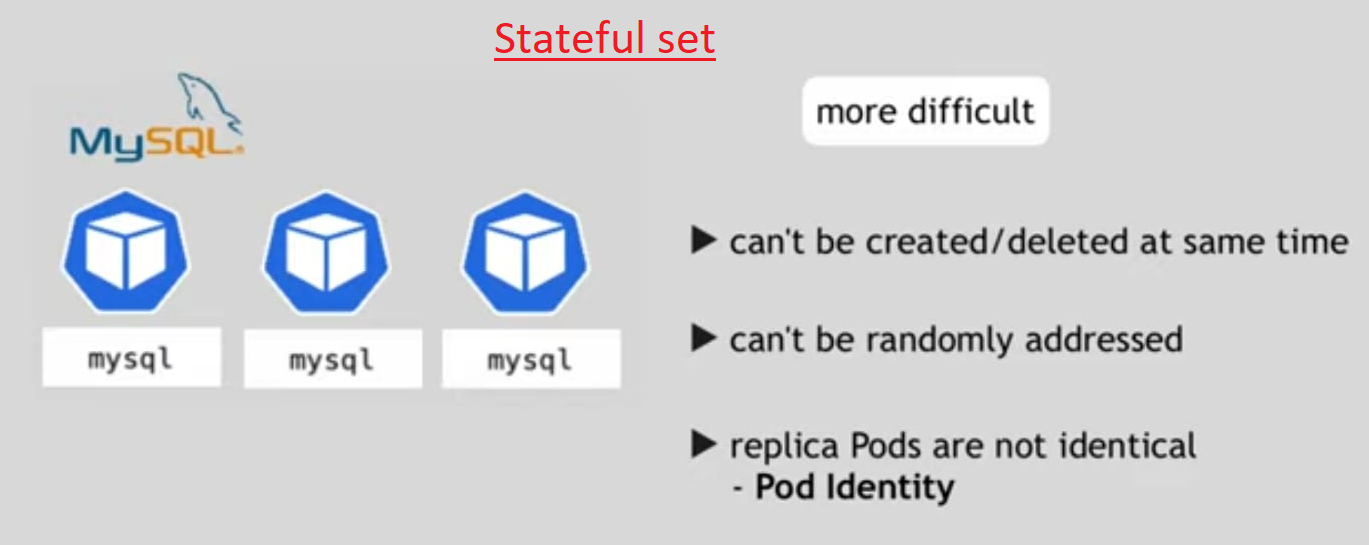 Stateful set
MySQL®
mysql
mysql
mysql
more difficult
can't be created/deleted at same time
can't be randomly addressed
replica Pods are not identical
- Pod Identity